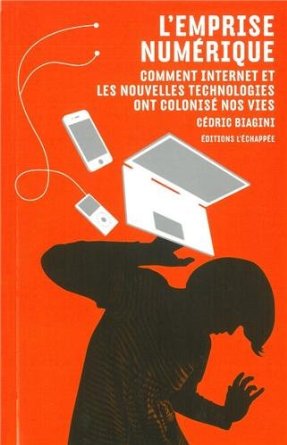 L'EMPRISE
NUMÉRIQUE
COMMENT INTERNET ET
LES NOUVELLES TECHNOLOGIES
ONT COLONISÉ NOS VIES
CÉDRIC BIAGINI
ÉDITIONS L'ÉCHAPPÉE